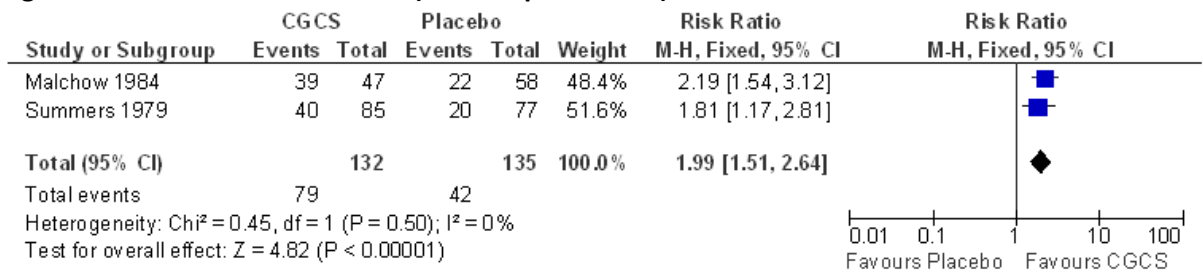 CGCS Placebo Risk Ratio Risk Ratio
Study or Subgroup Events Total Events Total Weight M-H, Fixed, 95% CI M-H, Fixed, 95% CI
Malchow 1984 39 47 22 58 48.4% 2.19 [1.54, 3.12]
Summers 1979 40 85 20 77 51.6% 1.81 [1.17, 2.81]
Total (95% CI) 132 135 100.0% 1.99 [1.51, 2.64]
Total events 79 42
Heterogeneity: Chi² = 0.45, df = 1 (P = 0.50); I² = 0%
Test for overall effect: Z = 4.82 (P < 0.00001)
0.01 0.1 1 10 100
Favours Placebo Favours CGCS